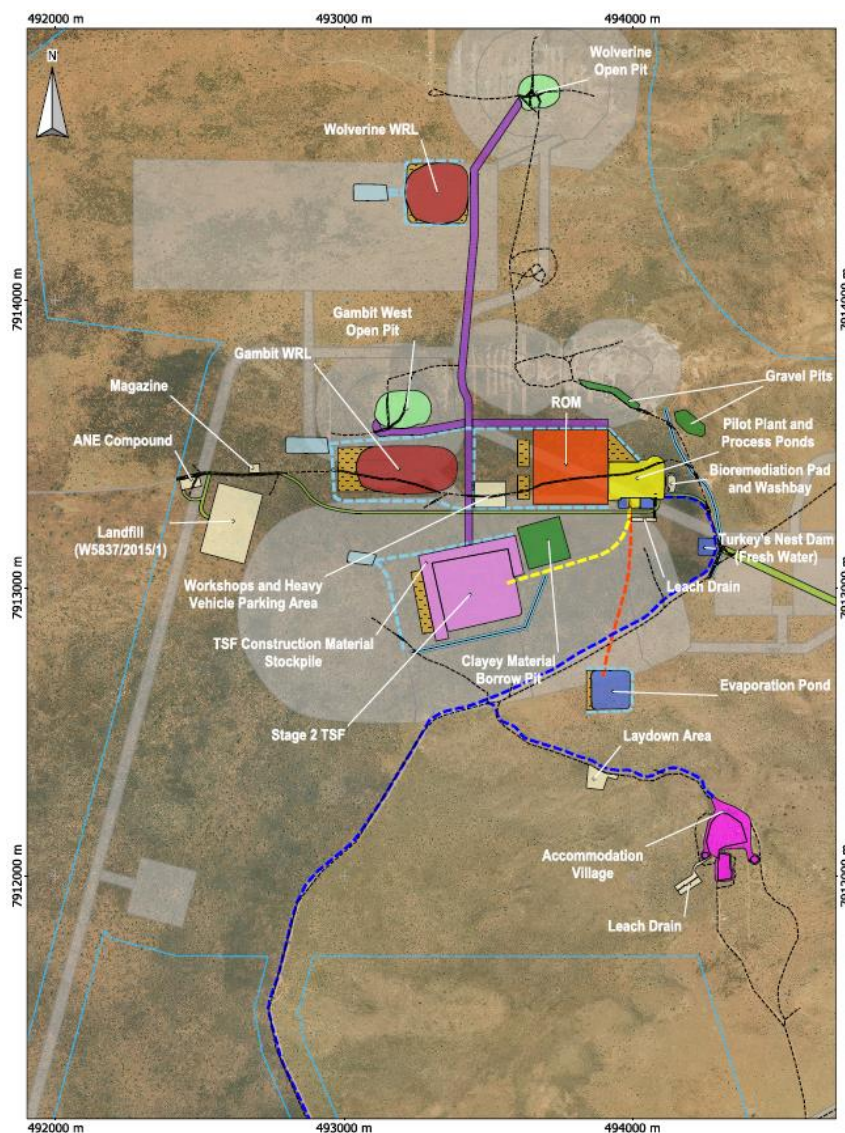 492000 m
493000 m
494000 m
N
Wolverine
Open Pit
Wolverine WRL
7914000 m
7914000 m
Gambit West
Open Pit
Gambit WRL
Magazine
ANE Compound
Gravel Pits
ROM
Pilot Plant and
Process Ponds
Bioremediation Pad
and Washbay
Landfill
(W5837/2015/1)
Turkey's Nest Dam
(Fresh Water)
Leach Drain
7913000 m
7913000 m
Workshops and Heavy
Vehicle Parking Area
TSF Construction Material
Stockpile
Clayey Material
Borrow Pit
Evaporation Pond
Stage 2 TSF
Laydown Area
Accommodation
Village
7912000 m
7912000 m
Leach Drain
492000 m
493000 m
494000 m